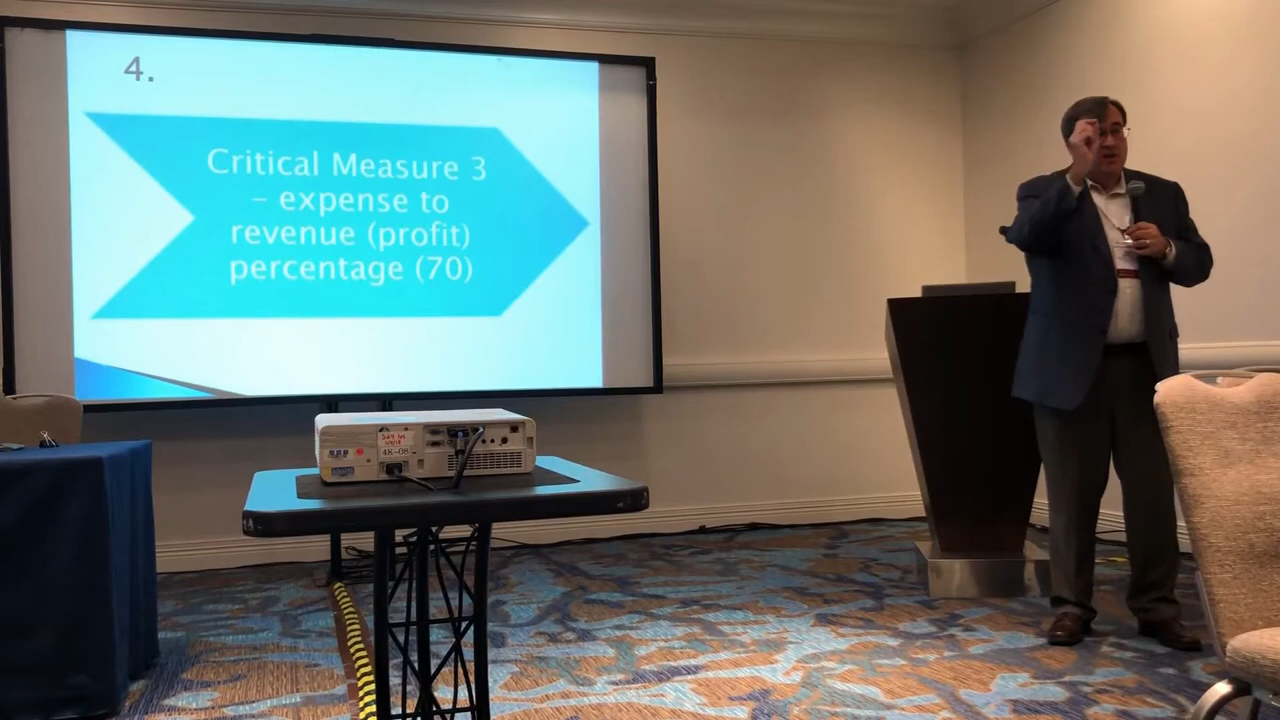 4.
Critical Measure 3
– expense to
revenue (profit)
percentage (70)
4K-08